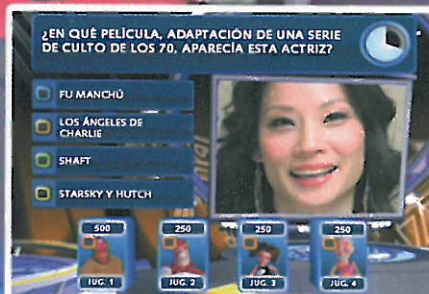 ¿EN QUÉ PELÍCULA, ADAPTACIÓN DE UNA SERIE
DE CULTO DE LOS 70, APARECÍA ESTA ACTRIZ?
FU MANCHÚ
LOS ÁNGELES DE
CHARLIE
SHAFT
STARSKY Y HUTCH
500
250
250
250
JUG. 1
JUG. 2
JUG. 3
JUG. 4